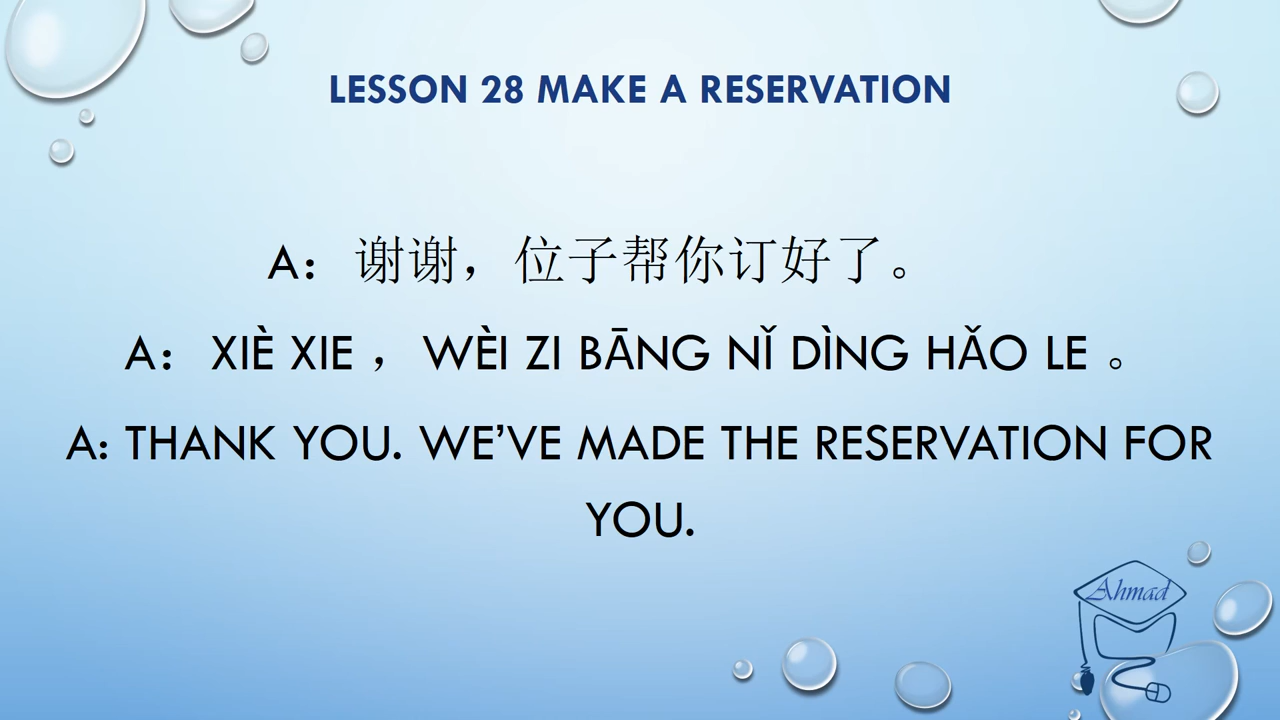 LESSON 28 MAKE A RESERVATION
A：谢谢，位子帮你订好了。
A： XIÈ XIE ， WÈI ZI BĀNG NǏ DÌNG HǍO LE 。
A: THANK YOU. WE’VE MADE THE RESERVATION FOR
YOU.
Ahmad